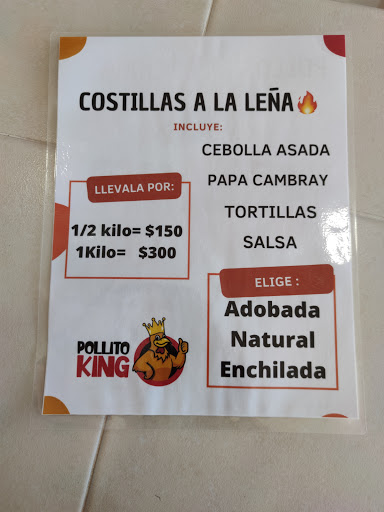 COSTILLAS A LA LEÑA
INCLUYE:
CEBOLLA ASADA
PAPA CAMBRAY
TORTILLAS
SALSA
LLEVALA POR:
1/2 kilo= $150
1Kilo= $300
ELIGE :
Adobada
Natural
Enchilada
POLLITO
KING